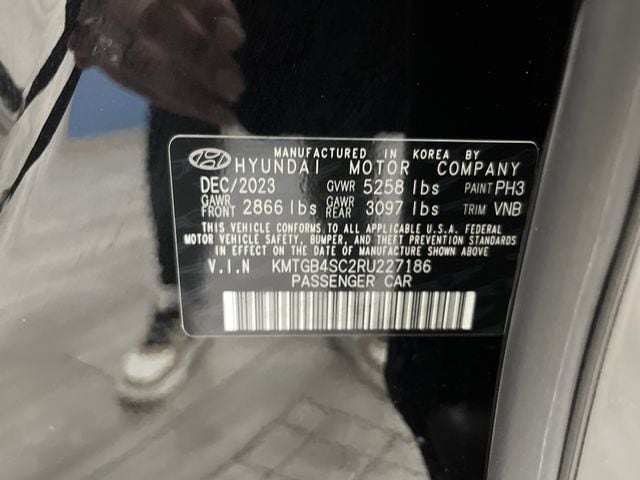 MANUFACTURED IN KOREA BY
HYUNDAI MOTOR COMPANY
DEC/2023 GVWR 5258 lbs PAINT PH3
GAWR FRONT 2866 lbs GAWR REAR 3097 lbs TRIM VNB
THIS VEHICLE CONFORMS TO ALL APPLICABLE U.S.A. FEDERAL
MOTOR VEHICLE SAFETY, BUMPER, AND THEFT PREVENTION STANDARDS
IN EFFECT ON THE DATE OF MANUFACTURE SHOWN ABOVE
V.I.N KMTGB4SC2RU227186
PASSENGER CAR